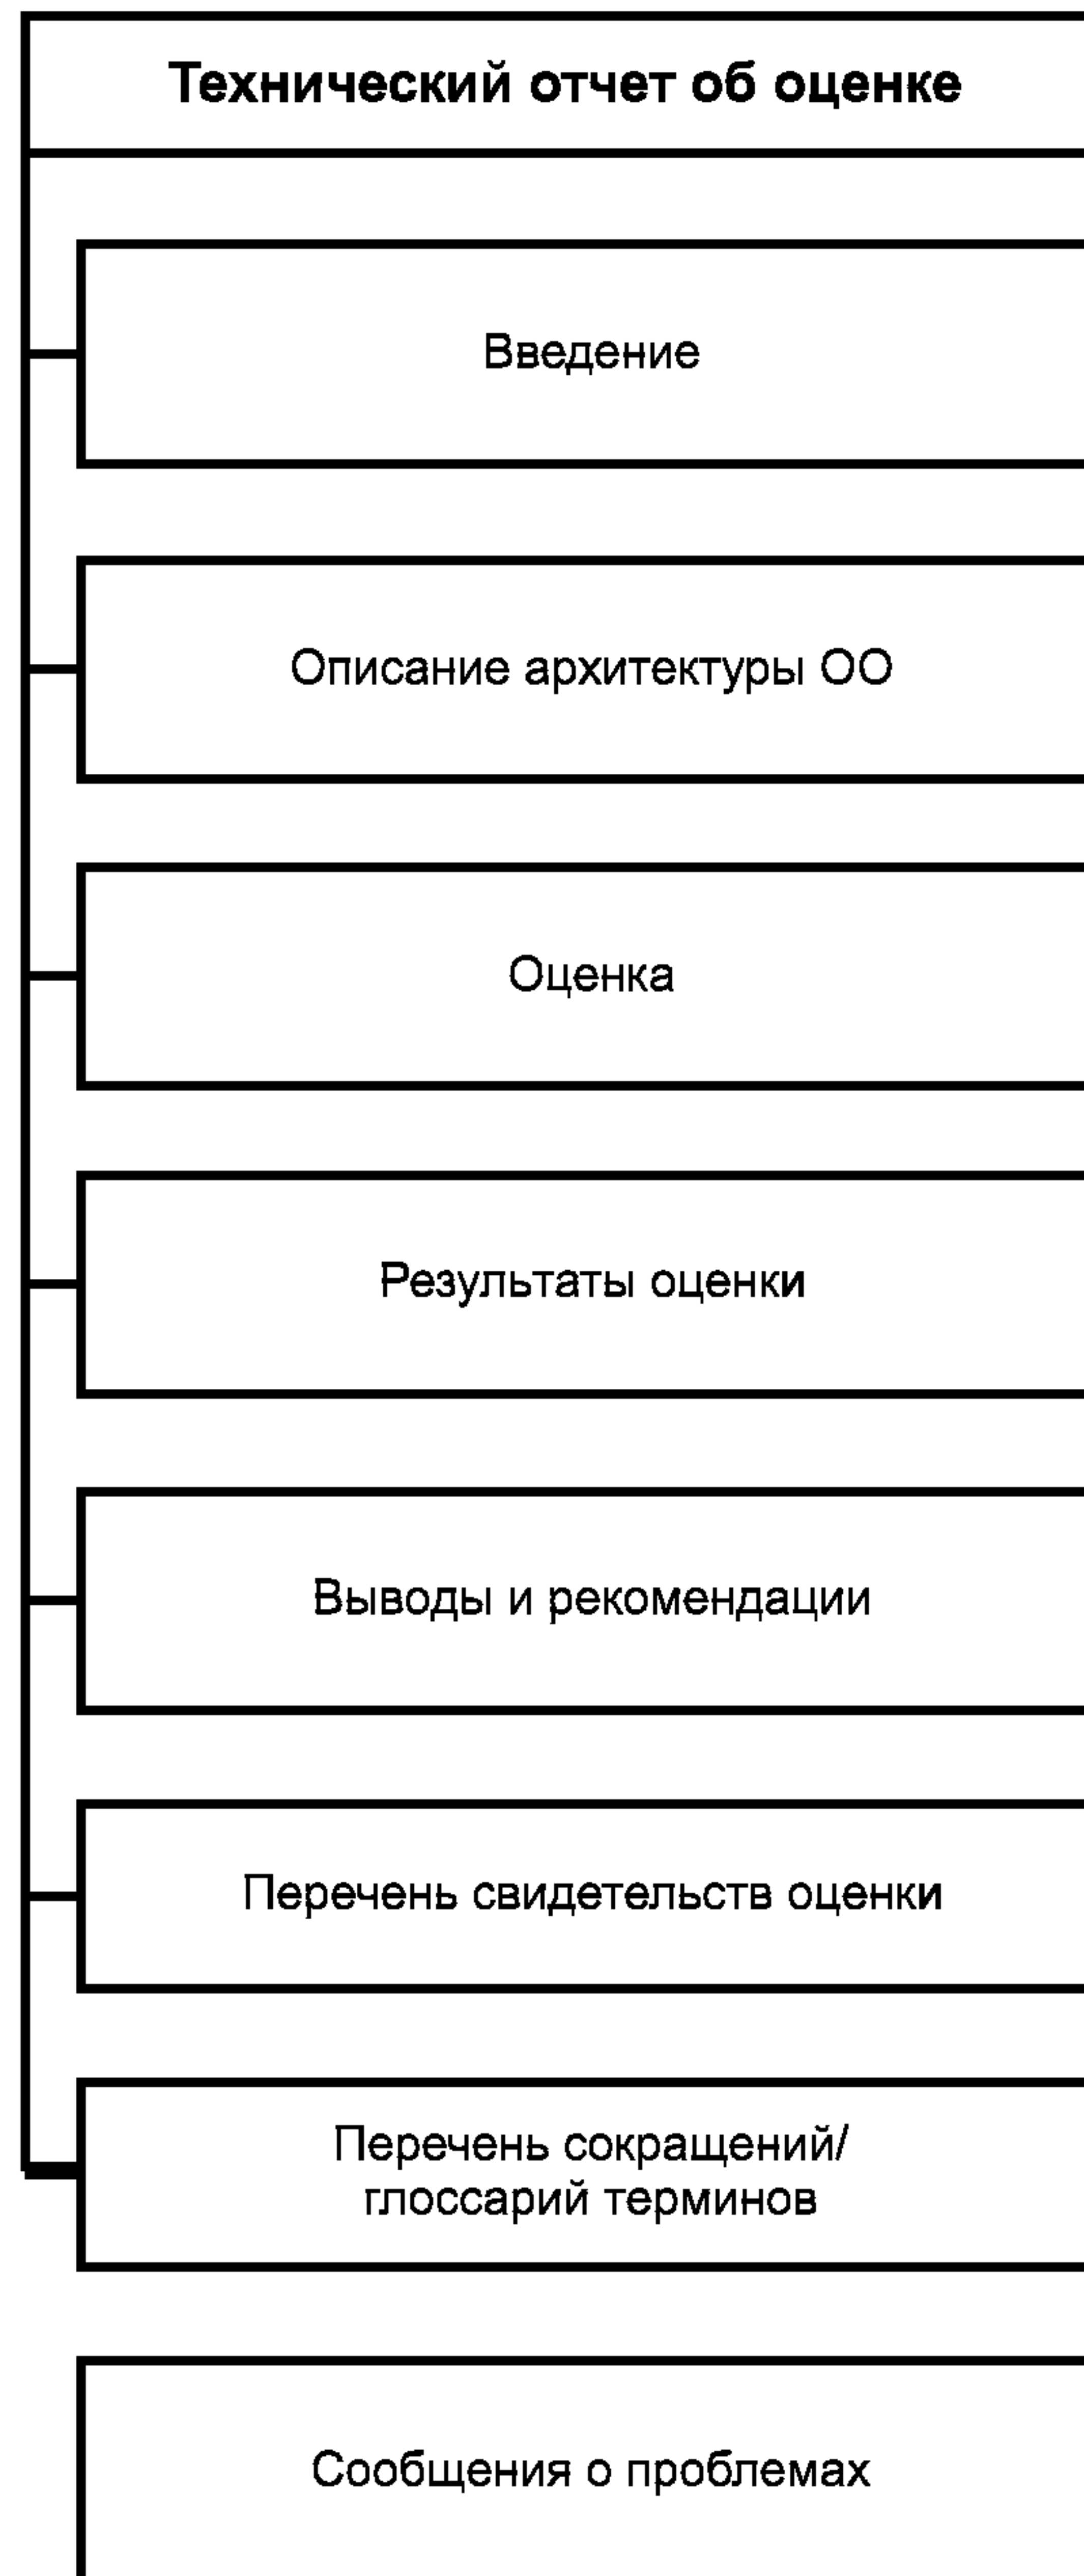 Технический отчет об оценке
Введение
Описание архитектуры ОО
Оценка
Результаты оценки
Выводы и рекомендации
Перечень свидетельств оценки
Перечень сокращений/
глоссарий терминов
Сообщения о проблемах